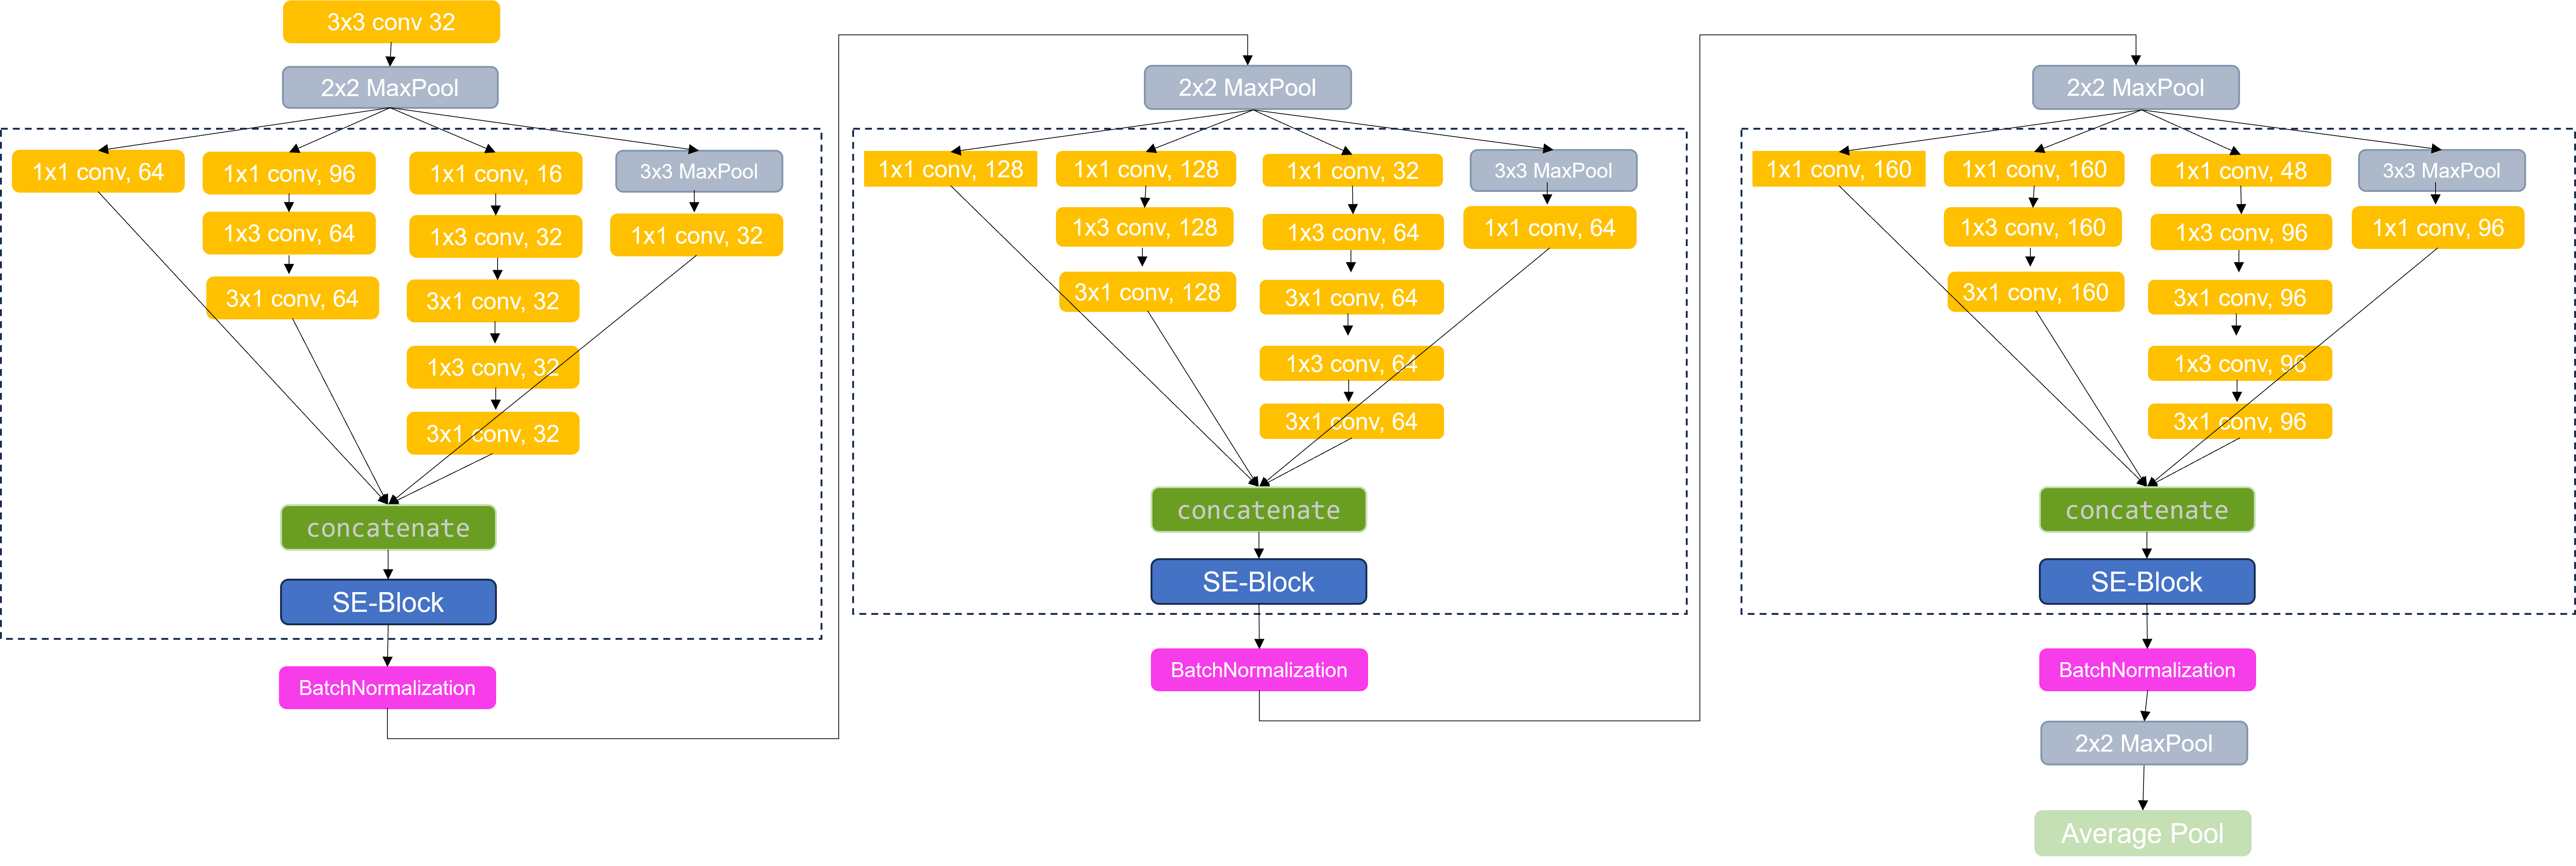 3x3 conv 32
2x2 MaxPool
1x1 conv, 64
1x1 conv, 96
1x1 conv, 16
3x3 MaxPool
1x3 conv, 64
1x3 conv, 32
1x1 conv, 32
3x1 conv, 64
3x1 conv, 32
1x3 conv, 32
3x1 conv, 32
concatenate
SE-Block
BatchNormalization
2x2 MaxPool
1x1 conv, 128
1x1 conv, 128
1x1 conv, 32
3x3 MaxPool
1x3 conv, 128
1x3 conv, 64
1x1 conv, 64
3x1 conv, 128
3x1 conv, 64
1x3 conv, 64
3x1 conv, 64
concatenate
SE-Block
BatchNormalization
2x2 MaxPool
1x1 conv, 160
1x1 conv, 160
1x1 conv, 48
3x3 MaxPool
1x3 conv, 160
1x3 conv, 96
1x1 conv, 96
3x1 conv, 160
3x1 conv, 96
1x3 conv, 96
3x1 conv, 96
concatenate
SE-Block
BatchNormalization
2x2 MaxPool
Average Pool